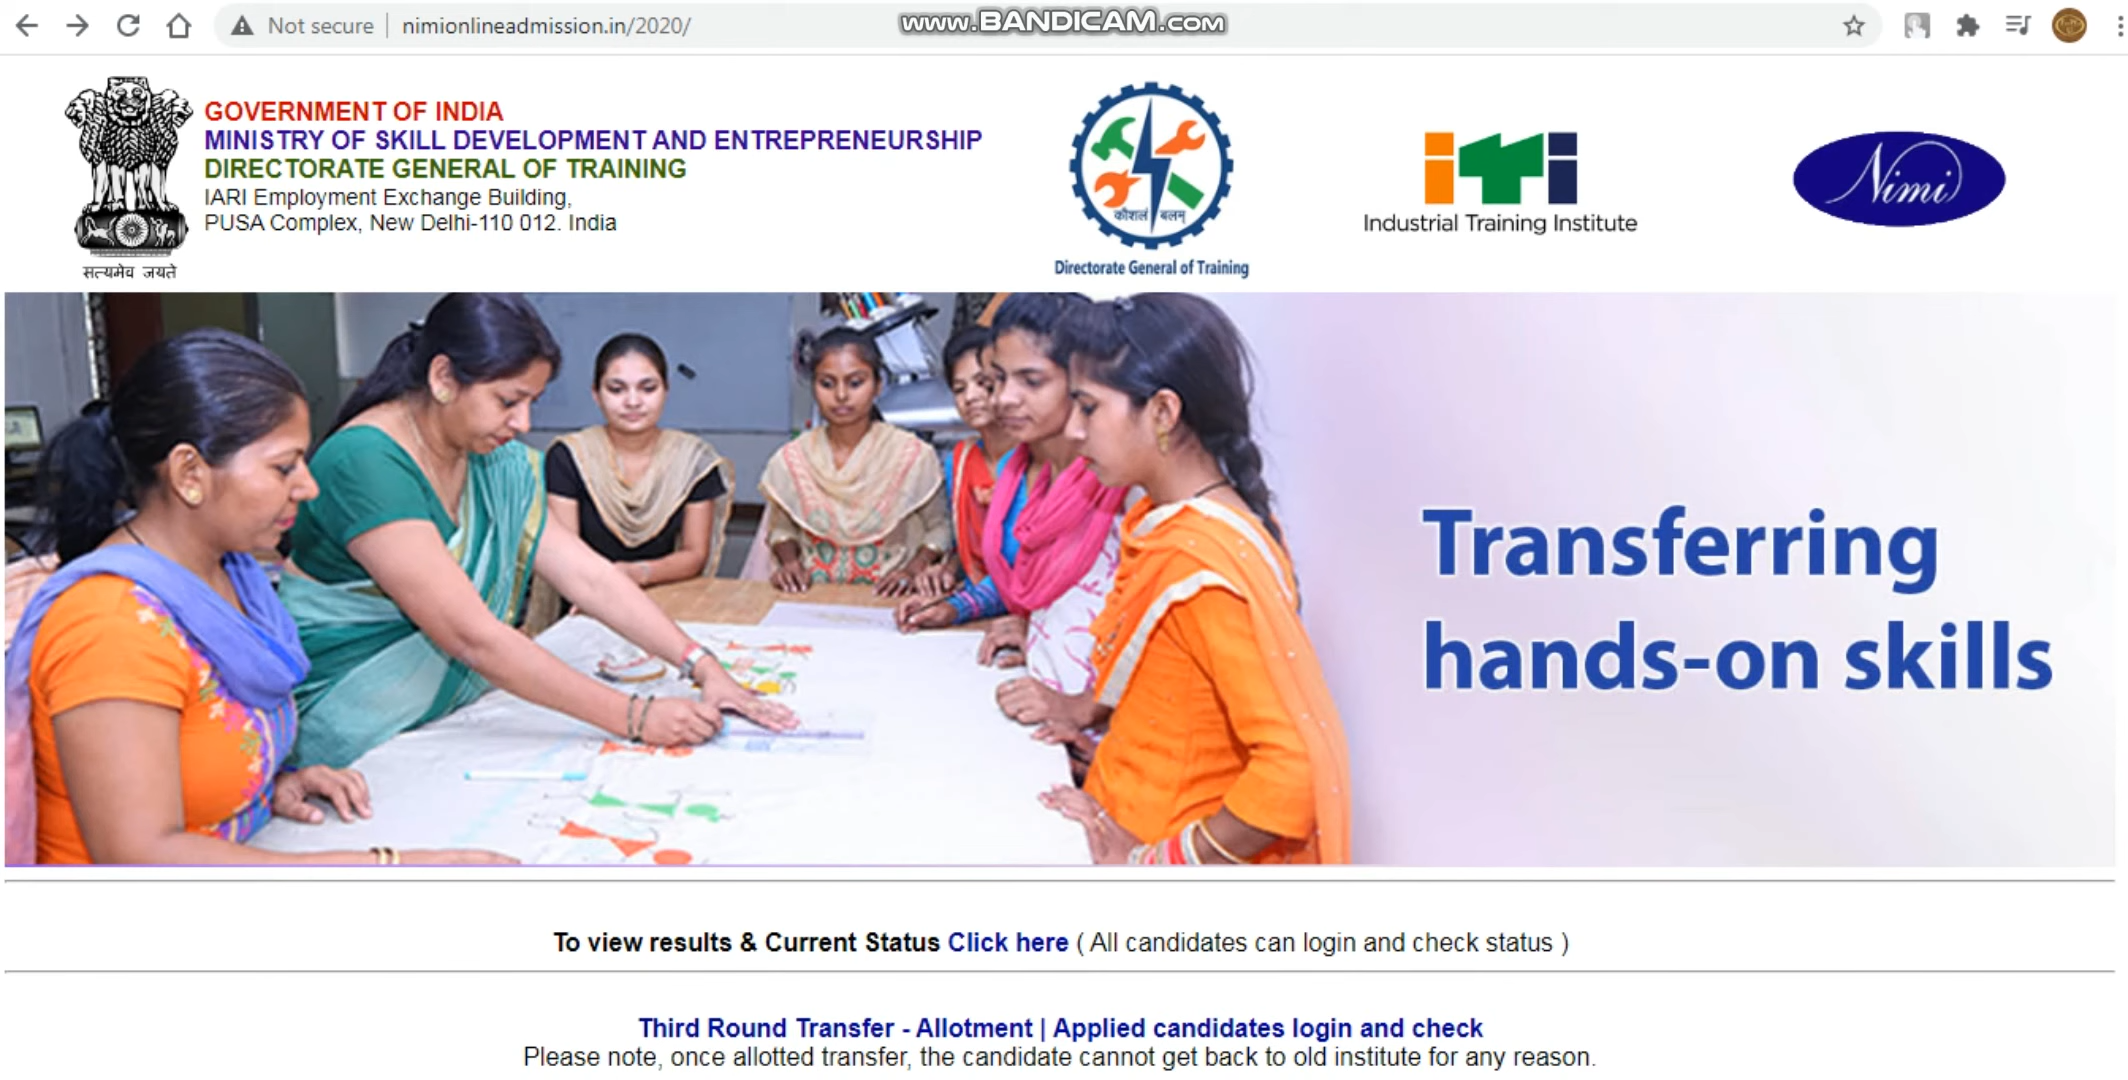 Not secure | nimionlineadmission.in/2020/
www.BANDICAM.com
GOVERNMENT OF INDIA
MINISTRY OF SKILL DEVELOPMENT AND ENTREPRENEURSHIP
DIRECTORATE GENERAL OF TRAINING
IARI Employment Exchange Building,
PUSA Complex, New Delhi-110 012. India
सत्यमेव जयते
कौशलं बलम्
Directorate General of Training
iTi
Industrial Training Institute
Nimi
Transferring
hands-on skills
To view results & Current Status Click here ( All candidates can login and check status )
Third Round Transfer - Allotment | Applied candidates login and check
Please note, once allotted transfer, the candidate cannot get back to old institute for any reason.